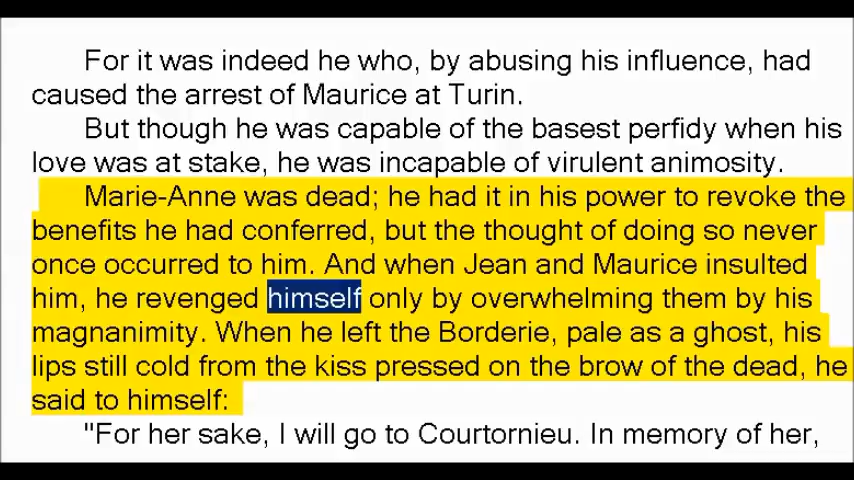 For it was indeed he who, by abusing his influence, had
caused the arrest of Maurice at Turin.
But though he was capable of the basest perfidy when his
love was at stake, he was incapable of virulent animosity.
Marie-Anne was dead; he had it in his power to revoke the
benefits he had conferred, but the thought of doing so never
once occurred to him. And when Jean and Maurice insulted
him, he revenged himself only by overwhelming them by his
magnanimity. When he left the Borderie, pale as a ghost, his
lips still cold from the kiss pressed on the brow of the dead, he
said to himself:
"For her sake, I will go to Courtornieu. In memory of her,